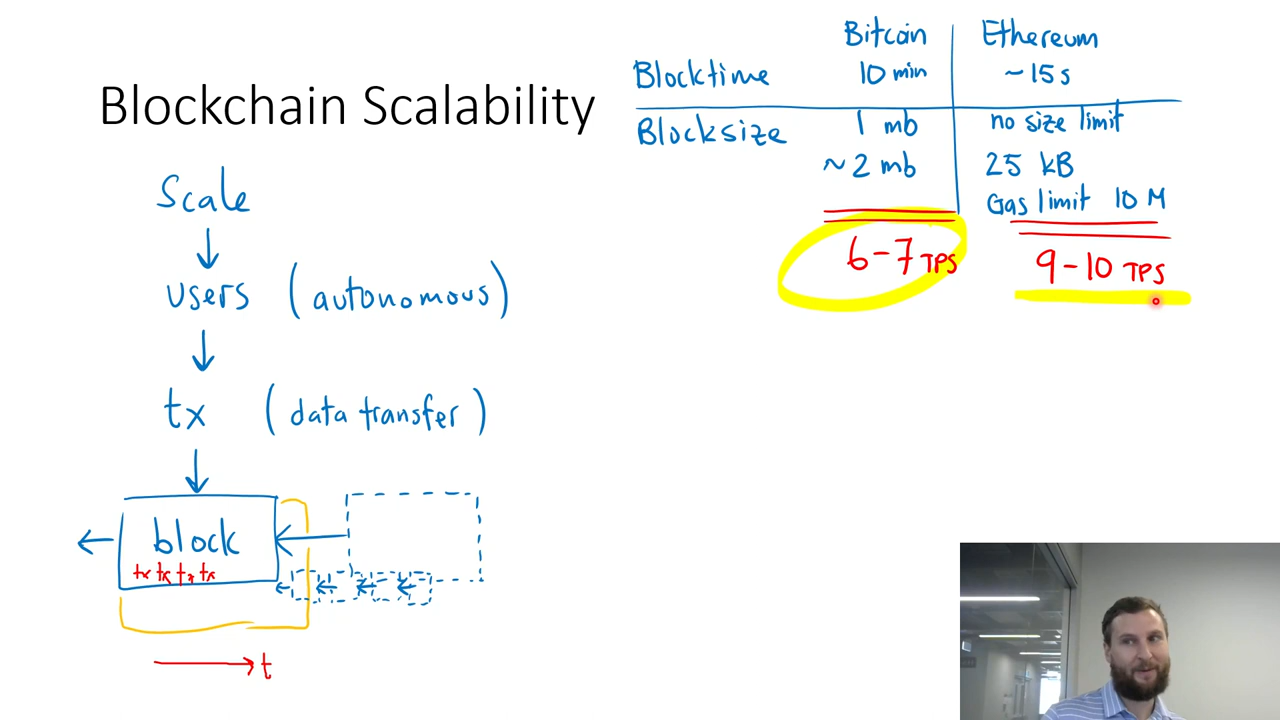 Blockchain Scalability
Scale
users (autonomous)
tx (data transfer)
block
tx tx tx tx
t
Bitcoin Ethereum
Blocktime 10 min ~15s
Blocksize 1 mb no size limit
~2 mb 25 kB
Gas limit 10 M
6-7 TPS 9-10 TPS